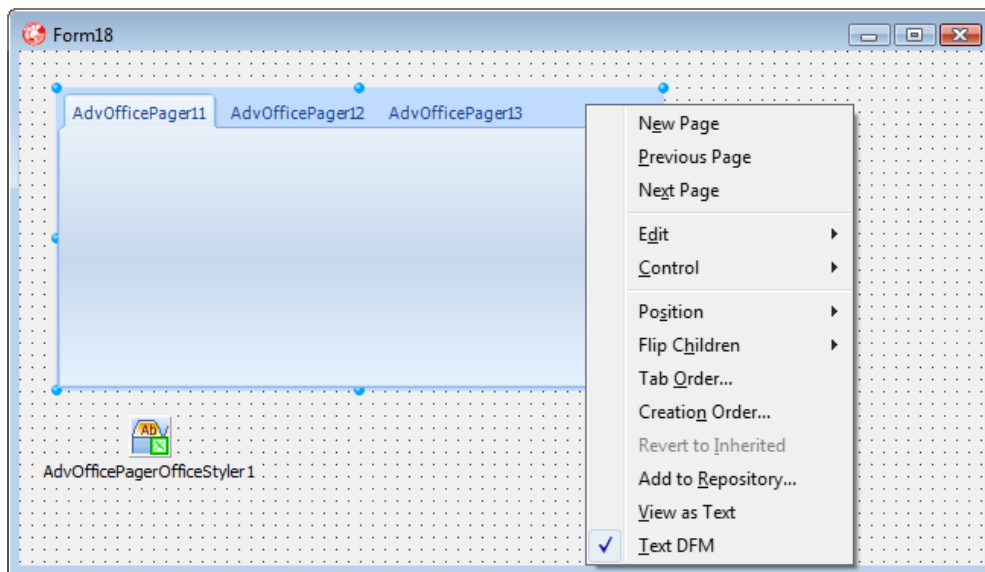 Form18
AdvOfficePager11 AdvOfficePager12 AdvOfficePager13
New Page
Previous Page
Next Page
Edit
Control
Position
Flip Children
Tab Order...
Creation Order...
Revert to Inherited
Add to Repository...
View as Text
Text DFM
Ab
AdvOfficePagerOfficeStyler1